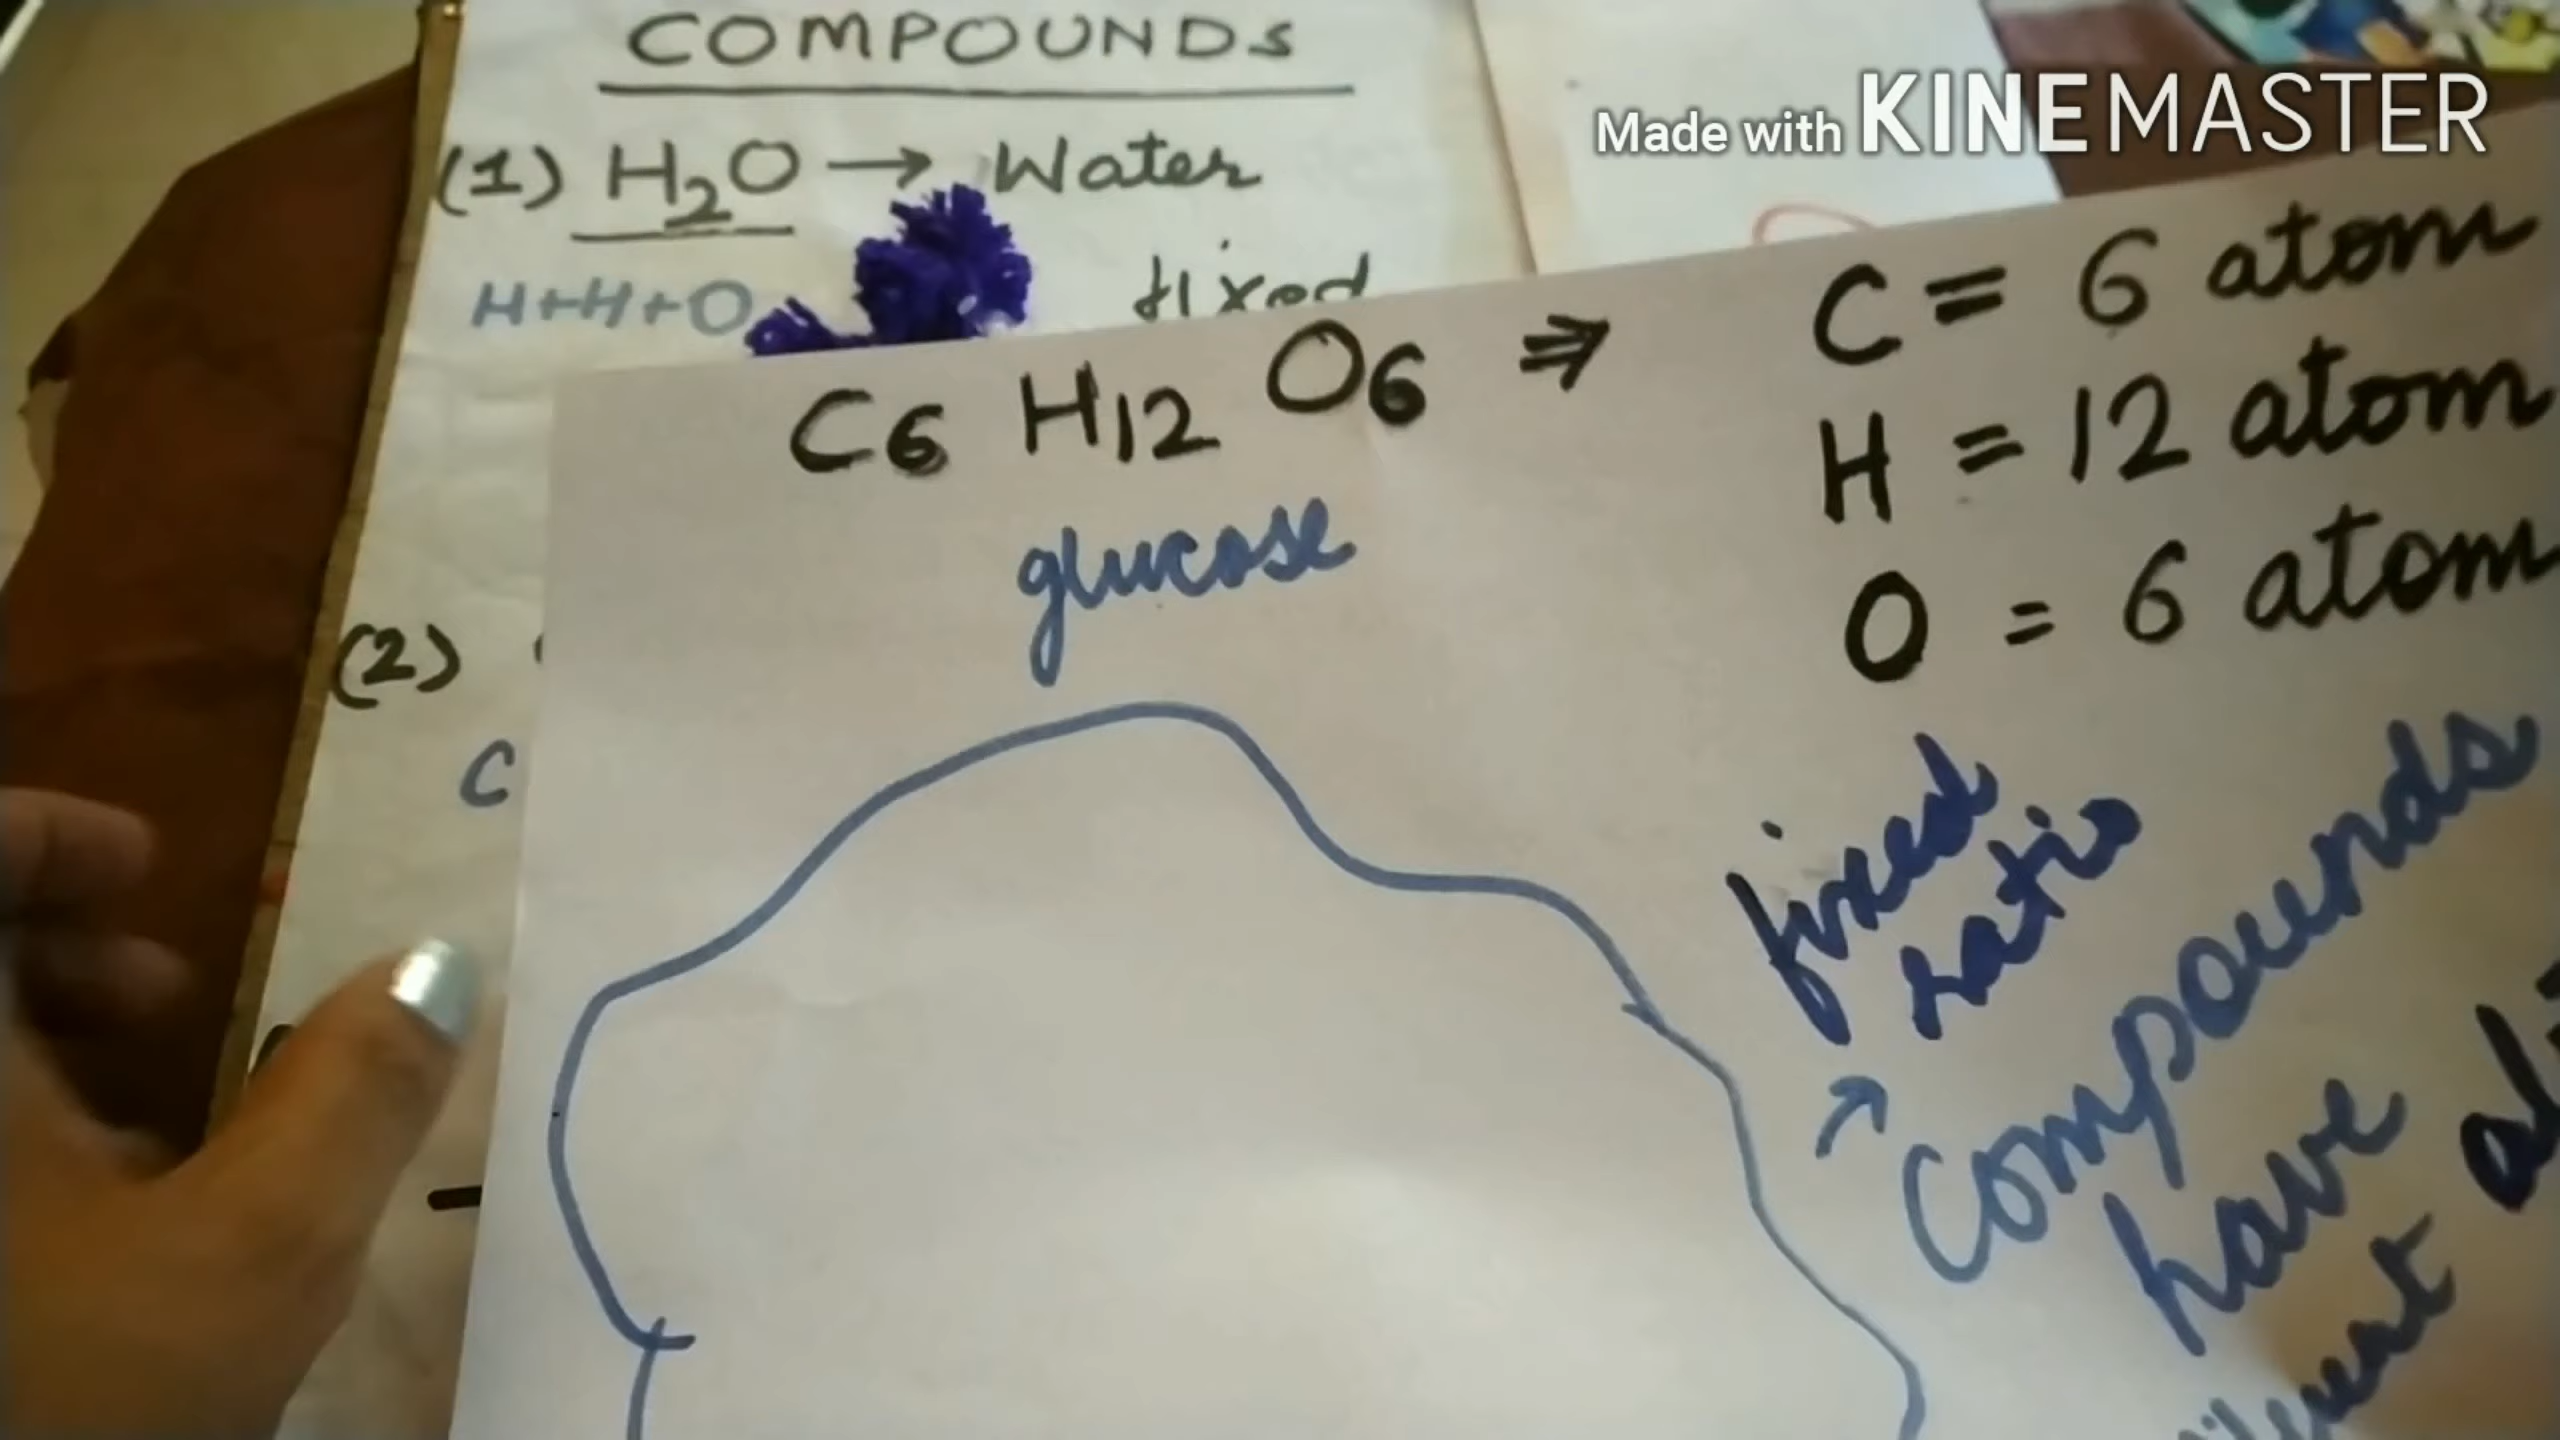 COMPOUNDS
Made with KINEMASTER
(1) H2O → Water
H+H+O
fixed
C6 H12 O6 ⇒ C = 6 atom
H = 12 atom
O = 6 atom
glucose
(2)
C
fixed
ratio
Compounds
have